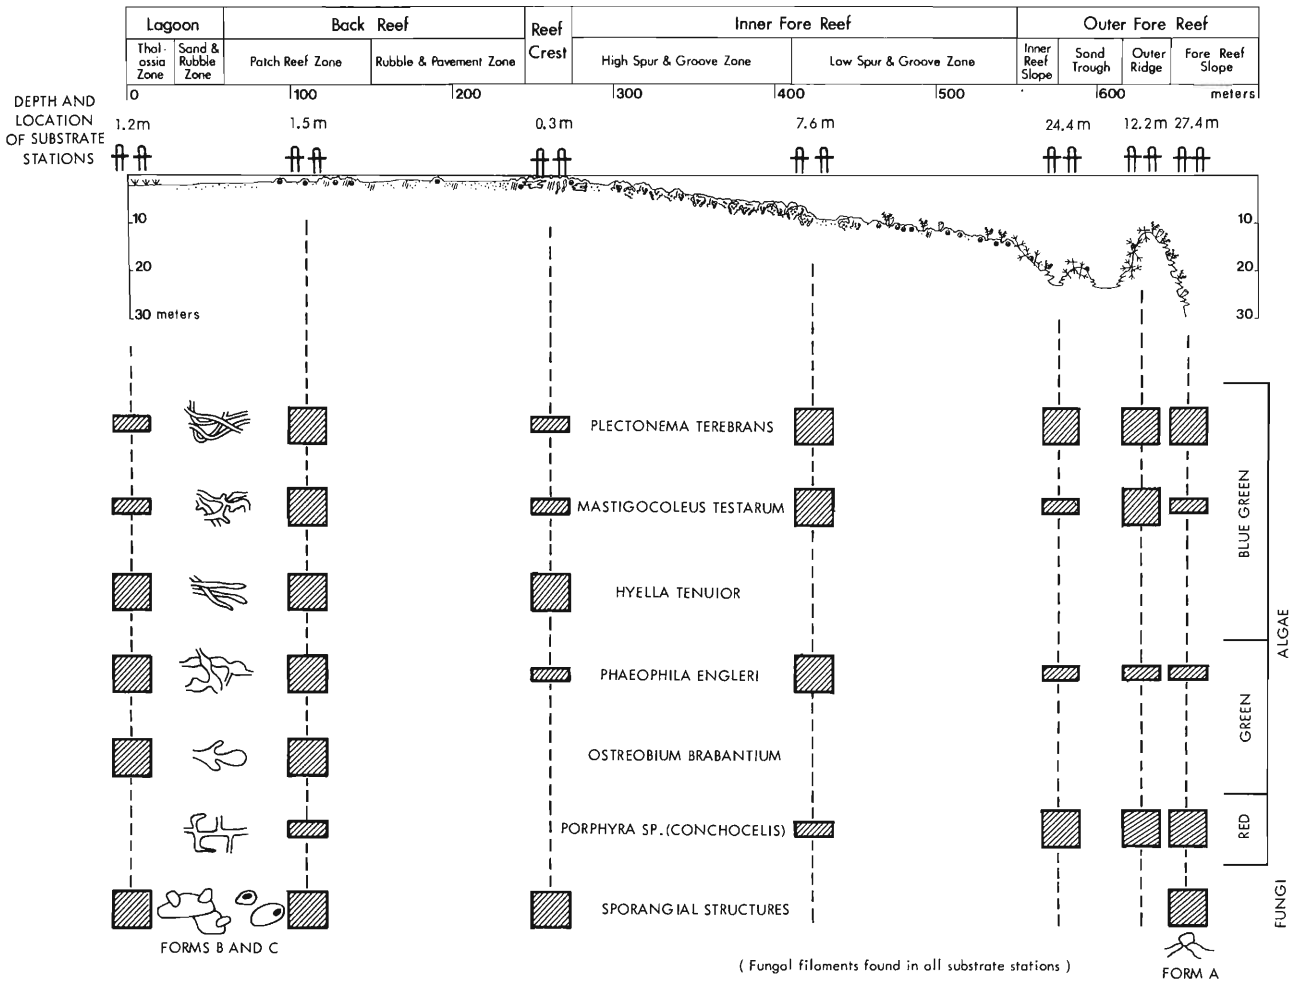 Lagoon
Back Reef
Reef
Crest
Inner Fore Reef
Outer Fore Reef
Thal-
assia
Zone
Sand &
Rubble
Zone
Patch Reef Zone
Rubble & Pavement Zone
High Spur & Groove Zone
Low Spur & Groove Zone
Inner
Reef
Slope
Sand
Trough
Outer
Ridge
Fore Reef
Slope
0
100
200
300
400
500
600
meters
DEPTH AND
LOCATION
OF SUBSTRATE
STATIONS
1.2m
1.5m
0.3m
7.6m
24.4m
12.2m
27.4m
10
20
30 meters
10
20
30
PLECTONEMA TEREBRANS
MASTIGOCOLEUS TESTARUM
HYELLA TENUIOR
PHAEOPHILA ENGLERI
OSTREOBIUM BRABANTIUM
PORPHYRA SP. (CONCHOCELIS)
SPORANGIAL STRUCTURES
BLUE GREEN
GREEN
RED
ALGAE
FUNGI
FORMS B AND C
( Fungal filaments found in all substrate stations )
FORM A